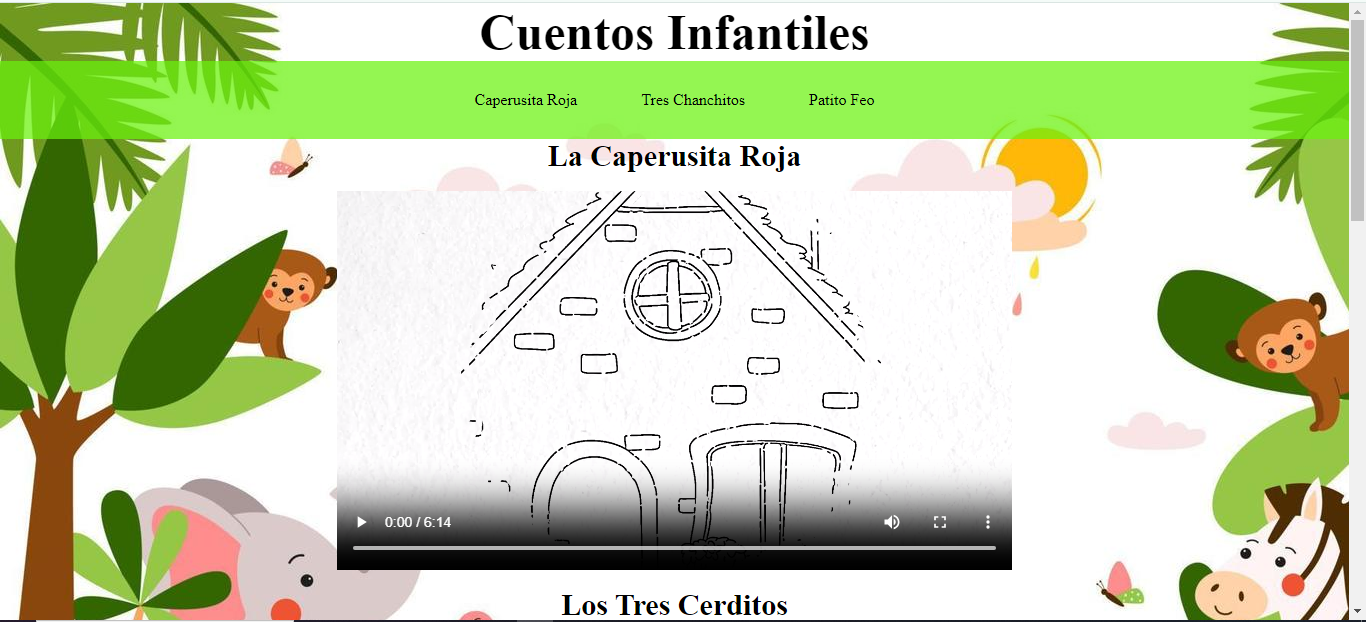 Cuentos Infantiles
Caperusita Roja Tres Chanchitos Patito Feo
La Caperusita Roja
0:00 / 6:14
Los Tres Cerditos